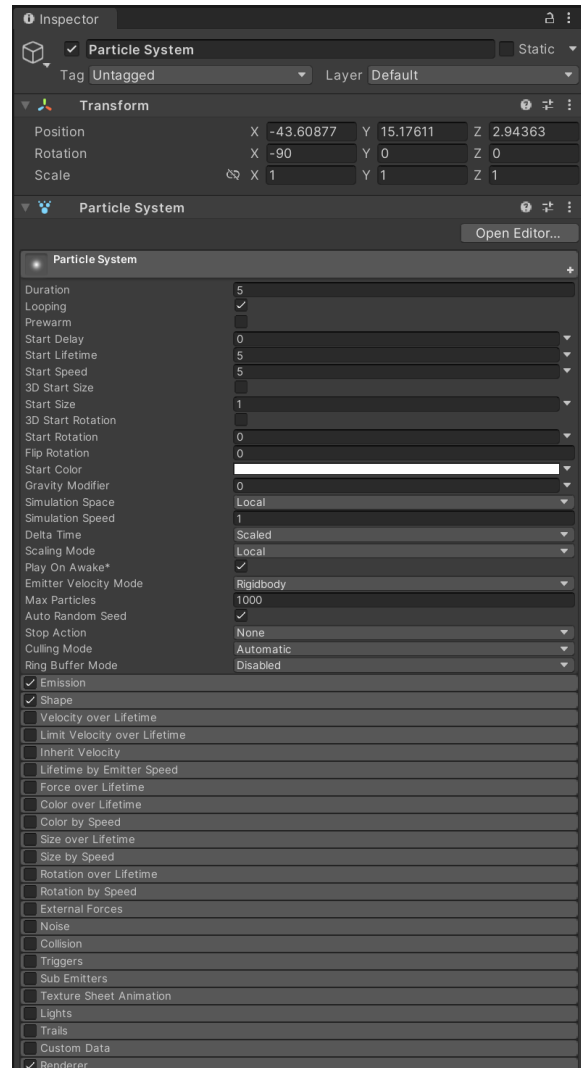 Inspector
Particle System Static
Tag Untagged Layer Default
Transform
Position X -43.60877 Y 15.17611 Z 2.94363
Rotation X -90 Y 0 Z 0
Scale X 1 Y 1 Z 1
Particle System
Open Editor...
Particle System
Duration 5
Looping
Prewarm
Start Delay 0
Start Lifetime 5
Start Speed 5
3D Start Size
Start Size 1
3D Start Rotation
Start Rotation 0
Flip Rotation 0
Start Color
Gravity Modifier 0
Simulation Space Local
Simulation Speed 1
Delta Time Scaled
Scaling Mode Local
Play On Awake*
Emitter Velocity Mode Rigidbody
Max Particles 1000
Auto Random Seed
Stop Action None
Culling Mode Automatic
Ring Buffer Mode Disabled
Emission
Shape
Velocity over Lifetime
Limit Velocity over Lifetime
Inherit Velocity
Lifetime by Emitter Speed
Force over Lifetime
Color over Lifetime
Color by Speed
Size over Lifetime
Size by Speed
Rotation over Lifetime
Rotation by Speed
External Forces
Noise
Collision
Triggers
Sub Emitters
Texture Sheet Animation
Lights
Trails
Custom Data
Renderer